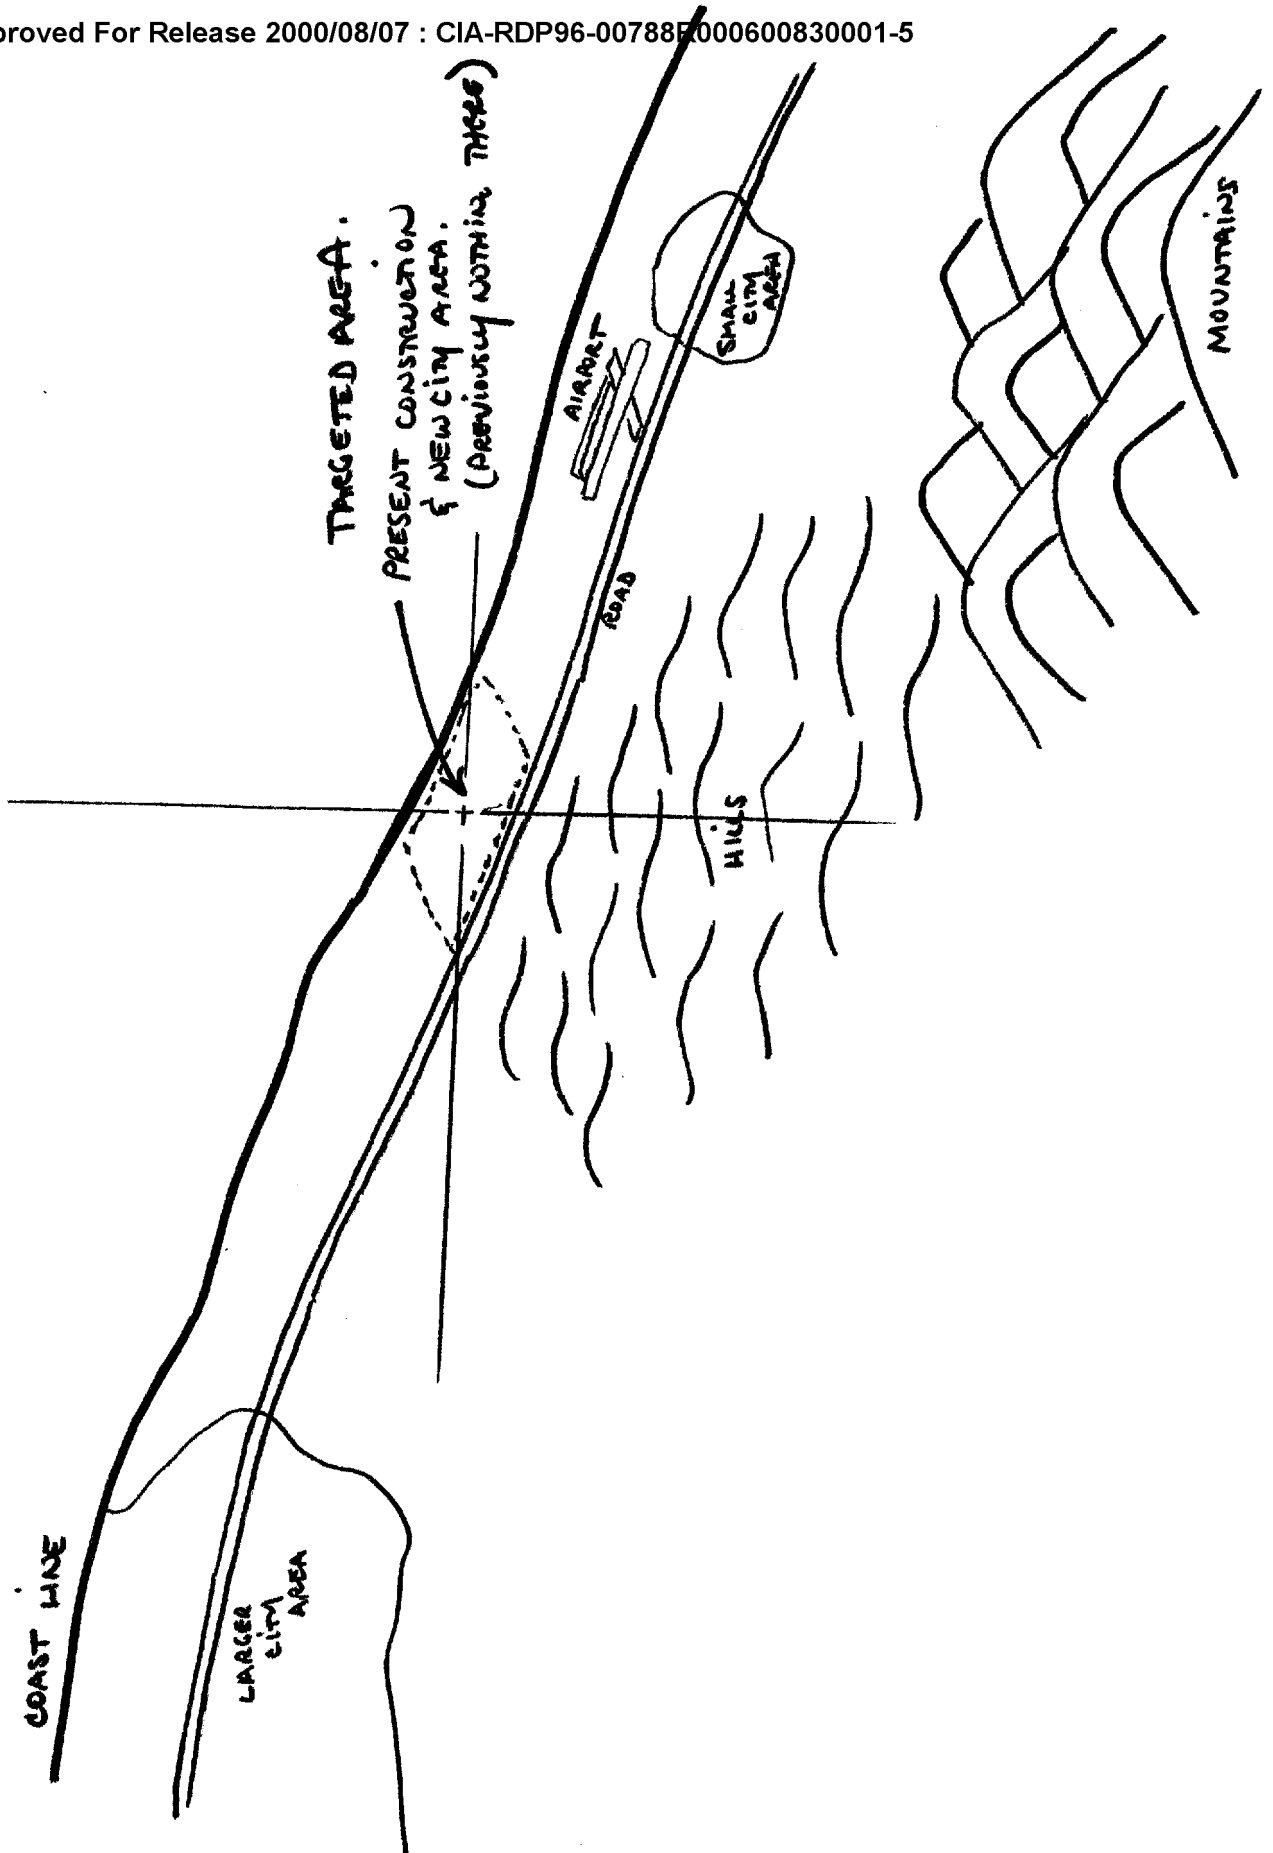 proved For Release 2000/08/07 : CIA-RDP96-00788R000600830001-5
TARGETED AREA.
PRESENT CONSTRUCTION
& NEW CITY AREA.
(PREVIOUSLY NOTHING THERE)
COAST LINE
LARGER
CITY
AREA
AIRPORT
SMALL
CITY
AREA
ROAD
HILLS
MOUNTAINS